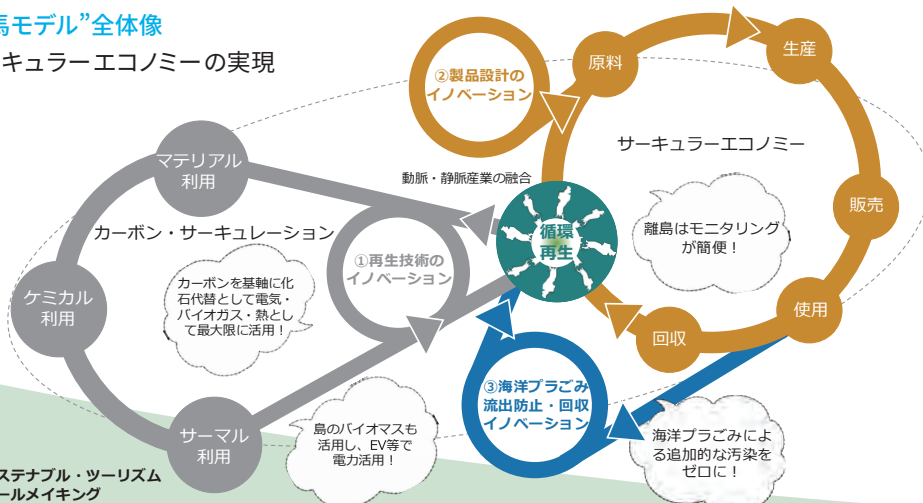 馬モデル”全体像
キュラーエコノミーの実現
②製品設計の
イノベーション
原料
生産
サーキュラーエコノミー
販売
離島はモニタリング
が簡便！
使用
回収
動脈・静脈産業の融合
循環
再生
マテリアル
利用
カーボン・サーキュレーション
①再生技術の
イノベーション
カーボンを基軸に化
石代替として電気・
バイオガス・熱とし
て最大限に活用！
ケミカル
利用
サーマル
利用
島のバイオマスも
活用し、EV等で
電力活用！
③海洋プラごみ
流出防止・回収
イノベーション
海洋プラごみによ
る追加的な汚染を
ゼロに！
ステナブル・ツーリズム
ールメイキング